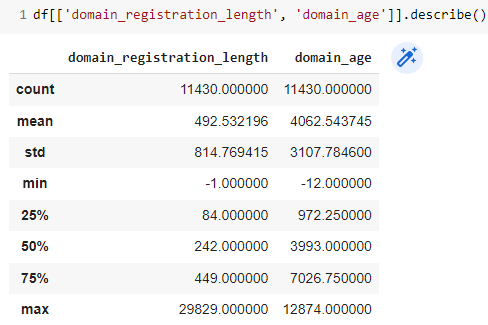 1 df[['domain_registration_length', 'domain_age']].describe()
domain_registration_length domain_age
count 11430.000000 11430.000000
mean 492.532196 4062.543745
std 814.769415 3107.784600
min -1.000000 -12.000000
25% 84.000000 972.250000
50% 242.000000 3993.000000
75% 449.000000 7026.750000
max 29829.000000 12874.000000